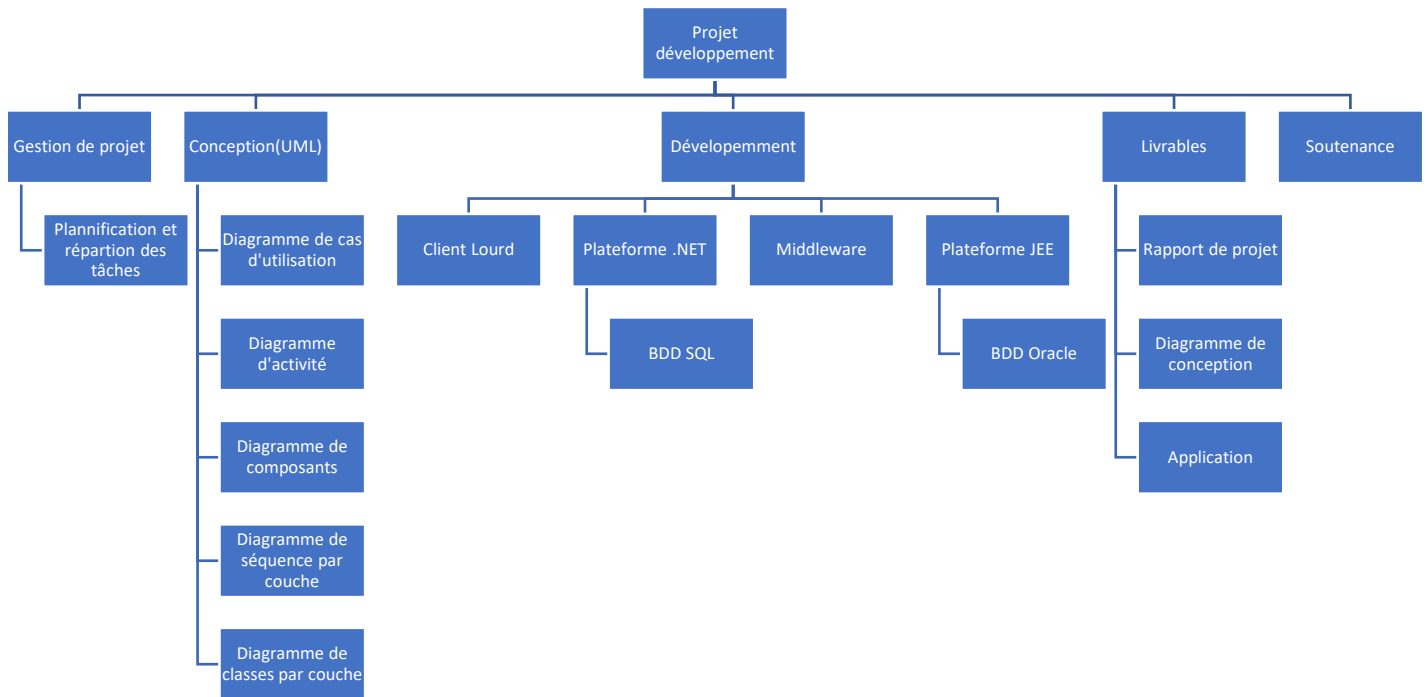 Projet
développement
Gestion de projet
Conception(UML)
Dévelopemment
Livrables
Soutenance
Plannification et
répartion des
tâches
Diagramme de cas
d'utilisation
Client Lourd
Plateforme .NET
Middleware
Plateforme JEE
Rapport de projet
Diagramme
d'activité
BDD SQL
BDD Oracle
Diagramme de
conception
Diagramme de
composants
Application
Diagramme de
séquence par
couche
Diagramme de
classes par couche